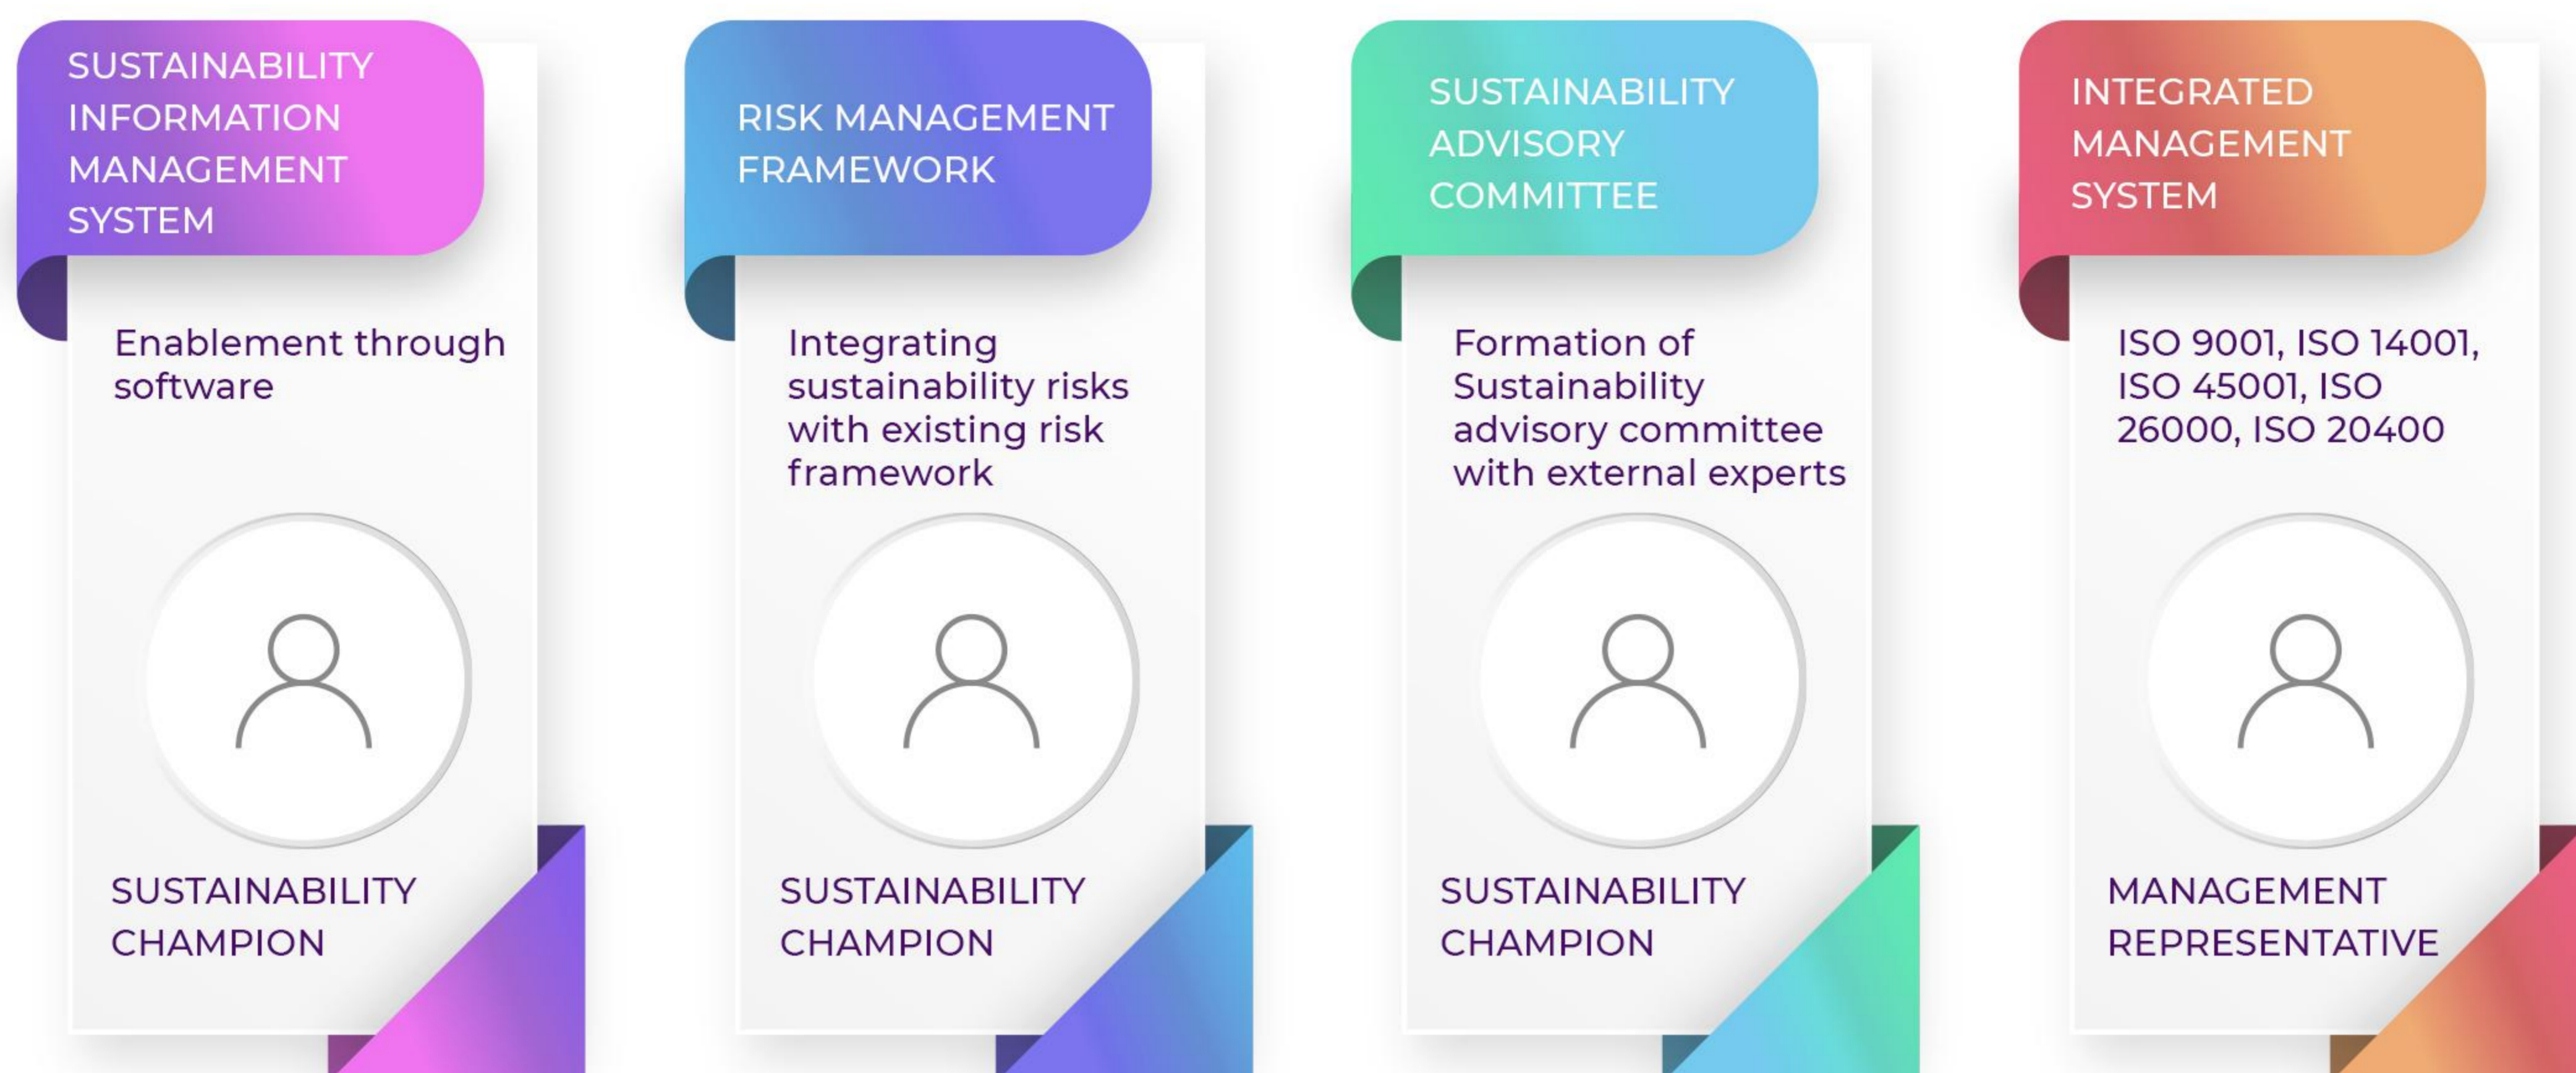 SUSTAINABILITY
INFORMATION
MANAGEMENT
SYSTEM
Enablement through
software
SUSTAINABILITY
CHAMPION
RISK MANAGEMENT
FRAMEWORK
Integrating
sustainability risks
with existing risk
framework
SUSTAINABILITY
CHAMPION
SUSTAINABILITY
ADVISORY
COMMITTEE
Formation of
Sustainability
advisory committee
with external experts
SUSTAINABILITY
CHAMPION
INTEGRATED
MANAGEMENT
SYSTEM
ISO 9001, ISO 14001,
ISO 45001, ISO
26000, ISO 20400
MANAGEMENT
REPRESENTATIVE